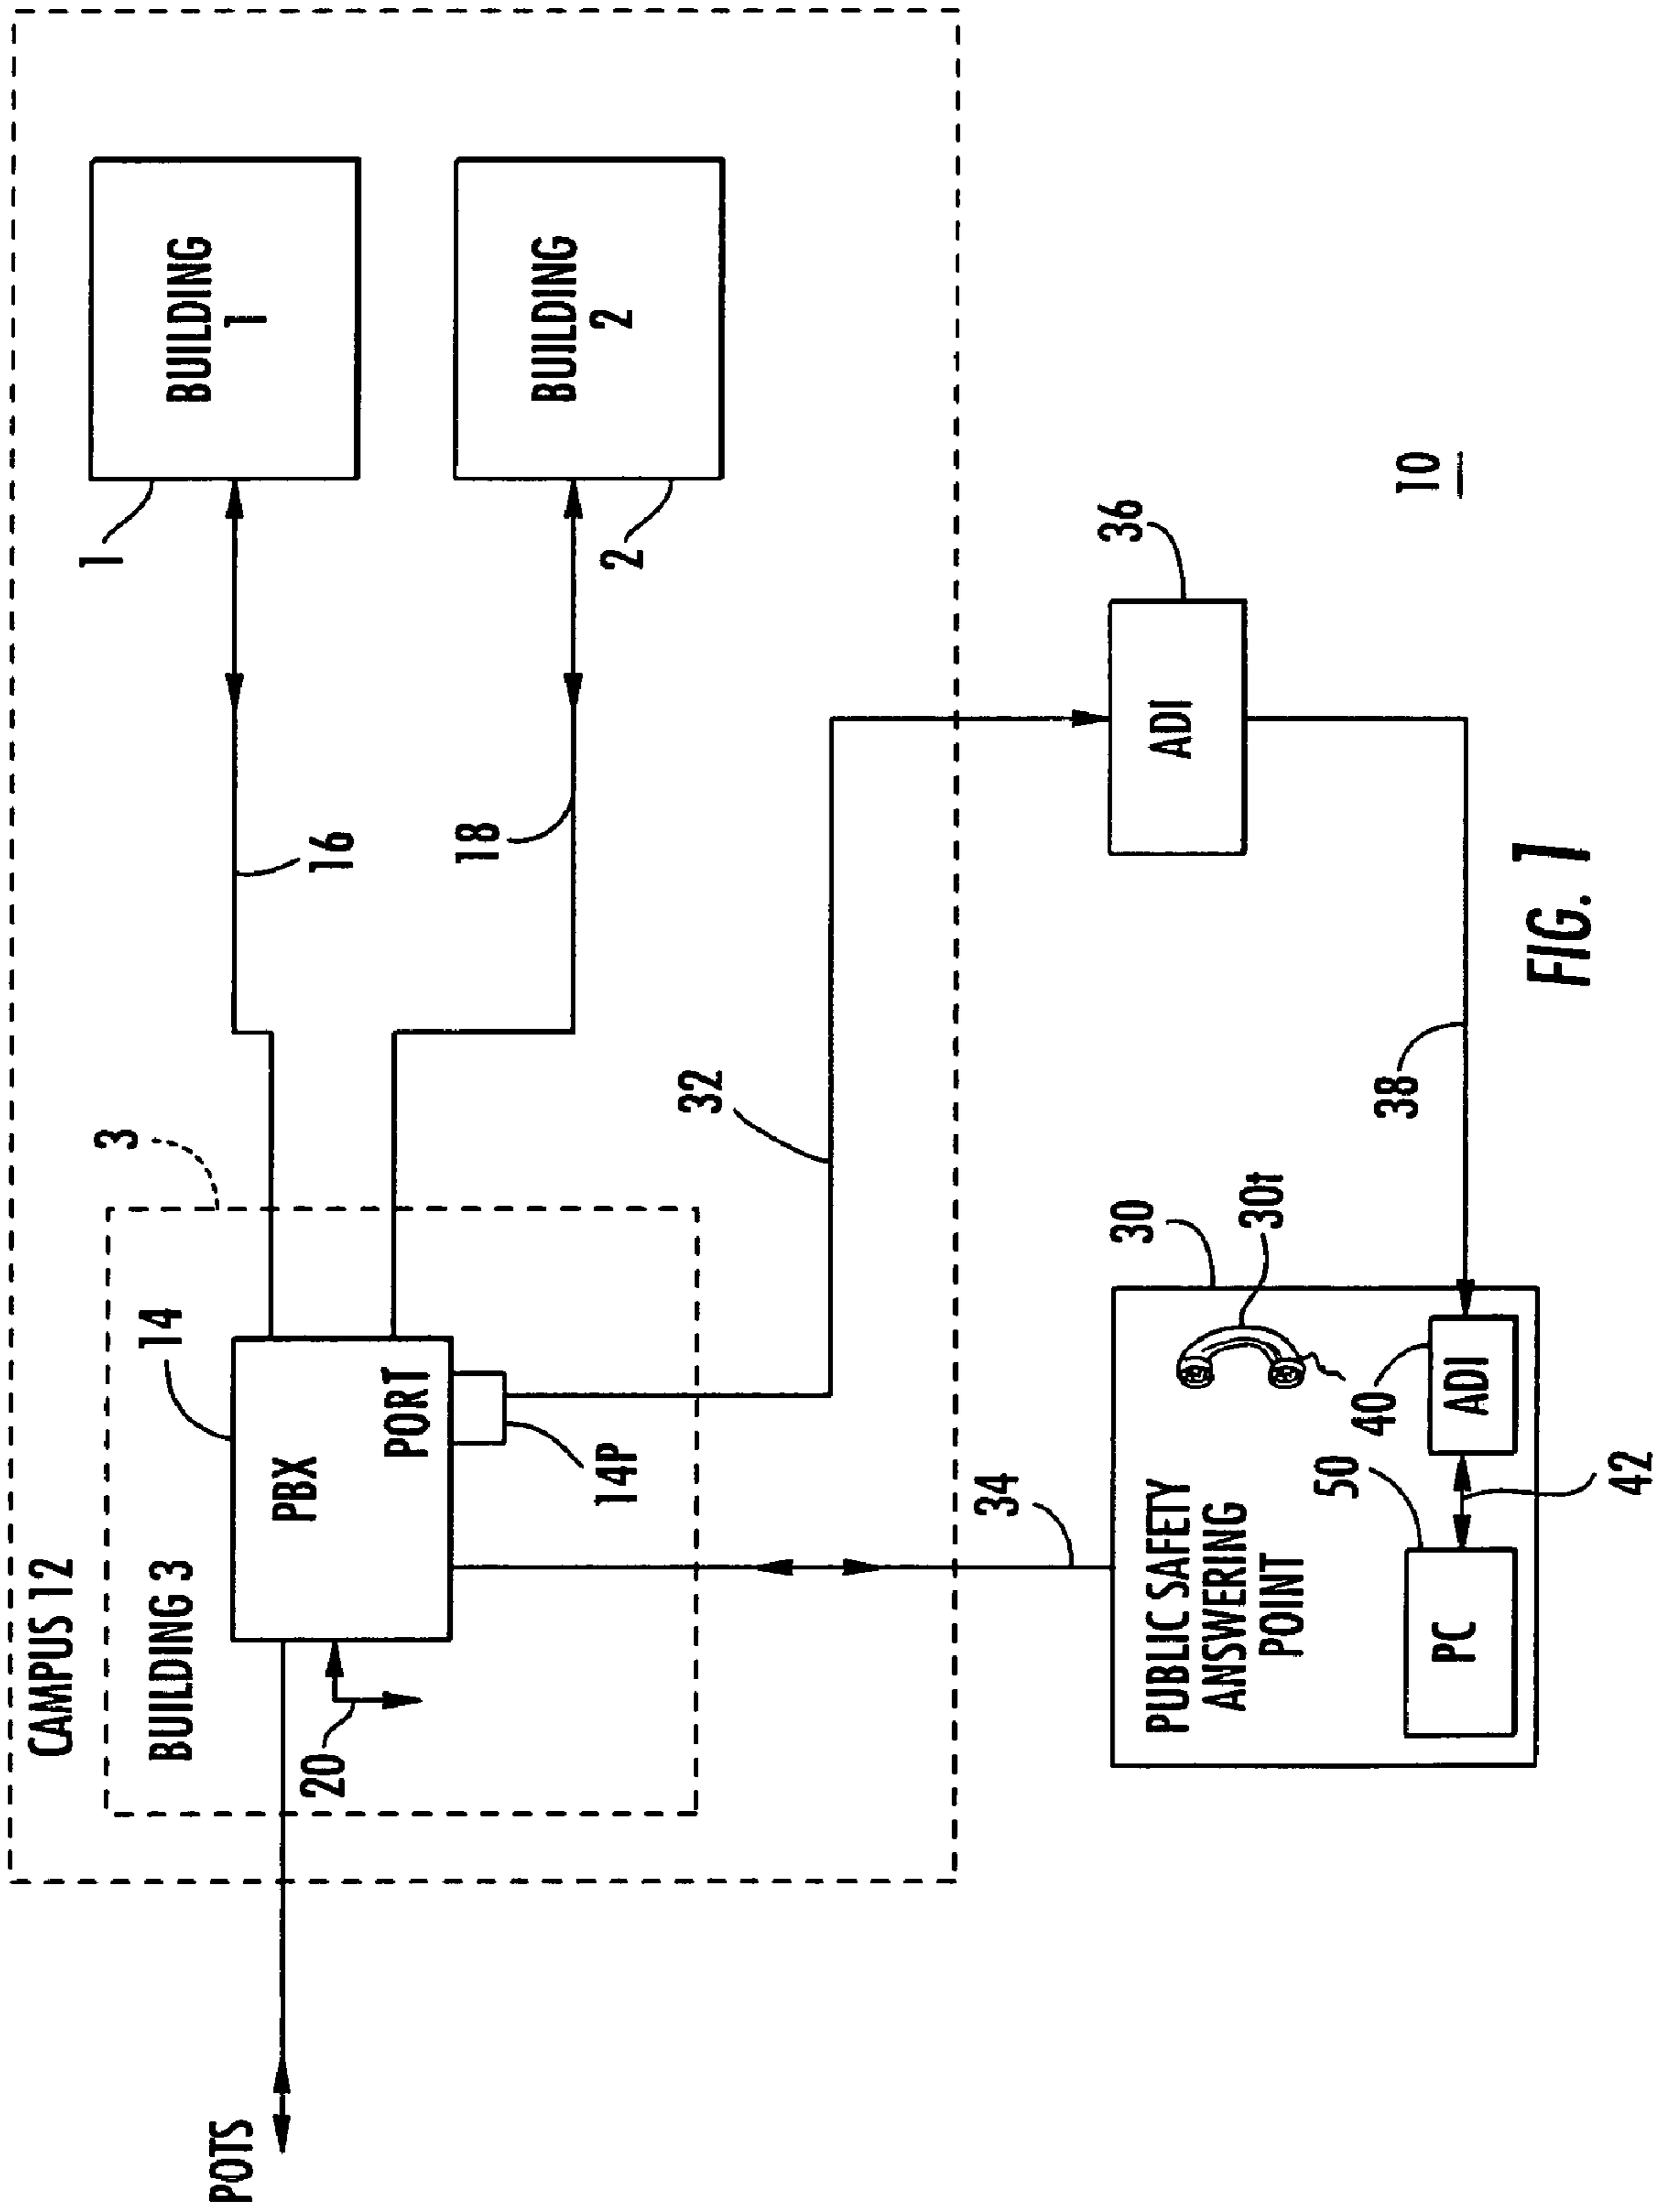 CAMPUS 12
BUILDING 3
3
14
PBX
PORT
14P
20
POTS
16
18
1
BUILDING
1
2
BUILDING
2
32
34
36
ADI
38
30
30t
PUBLIC SAFETY
ANSWERING
POINT
50
PC
40
ADI
42
10
FIG. 1